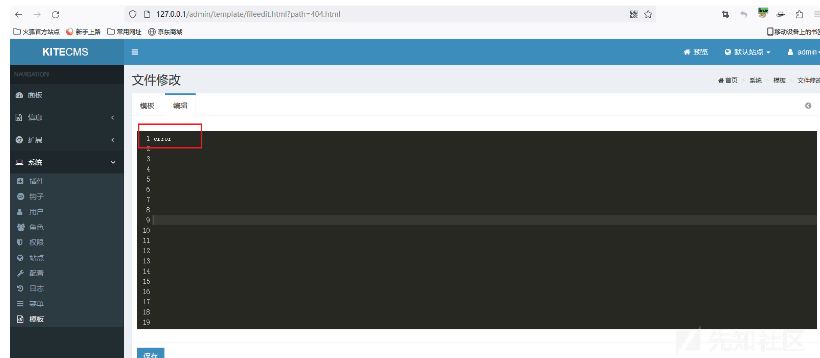 127.0.0.1/admin/template/fileedit.html?path=404.html
火狐官方站点 新手上路 常用网址 京东商城 移动设备上的书签
KITECMS 预览 默认站点 admin
NAVIGATION
文件修改
首页 系统 模板 文件修改
面板
信息
扩展
系统
插件
钩子
用户
角色
权限
站点
配置
日志
菜单
模板
模板 编辑
1 error
2
3
4
5
6
7
8
9
10
11
12
13
14
15
16
17
18
19
保存
先知社区